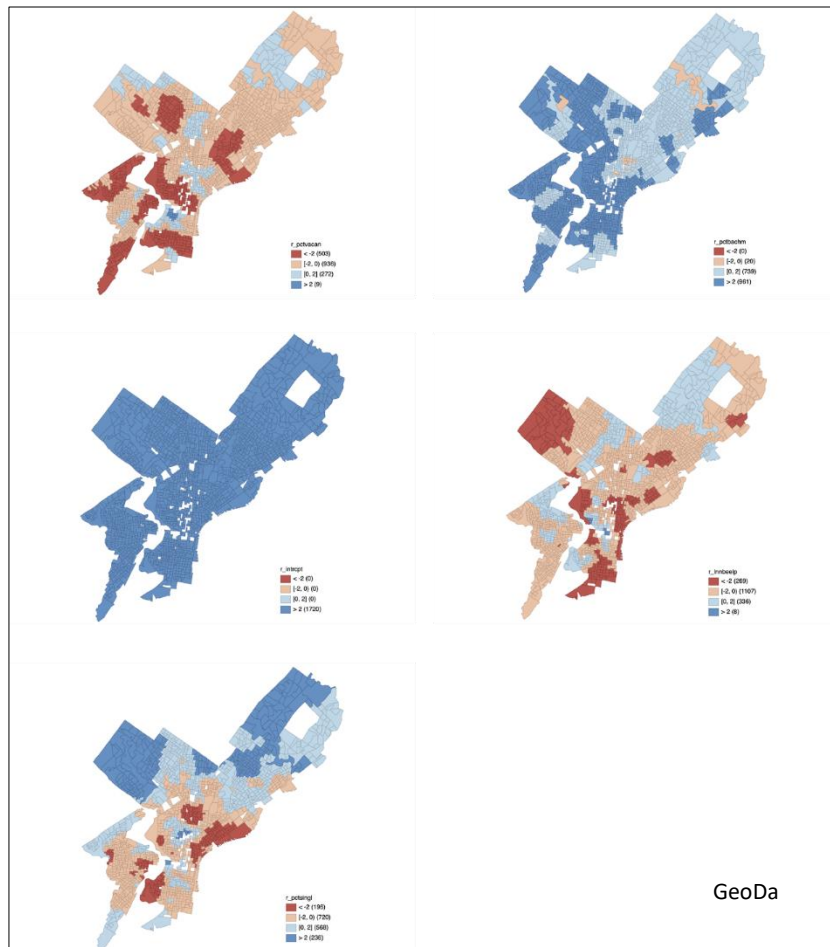 r_pctvacan
< -2 (503)
[-2, 0) (936)
[0, 2] (272)
> 2 (9)
r_pctbachm
< -2 (0)
[-2, 0) (20)
[0, 2] (739)
> 2 (961)
r_intrcpt
< -2 (0)
[-2, 0) (0)
[0, 2] (0)
> 2 (1720)
r_lnnbeelp
< -2 (269)
[-2, 0) (1107)
[0, 2] (336)
> 2 (8)
r_pctsingl
< -2 (195)
[-2, 0) (720)
[0, 2] (568)
> 2 (236)
GeoDa